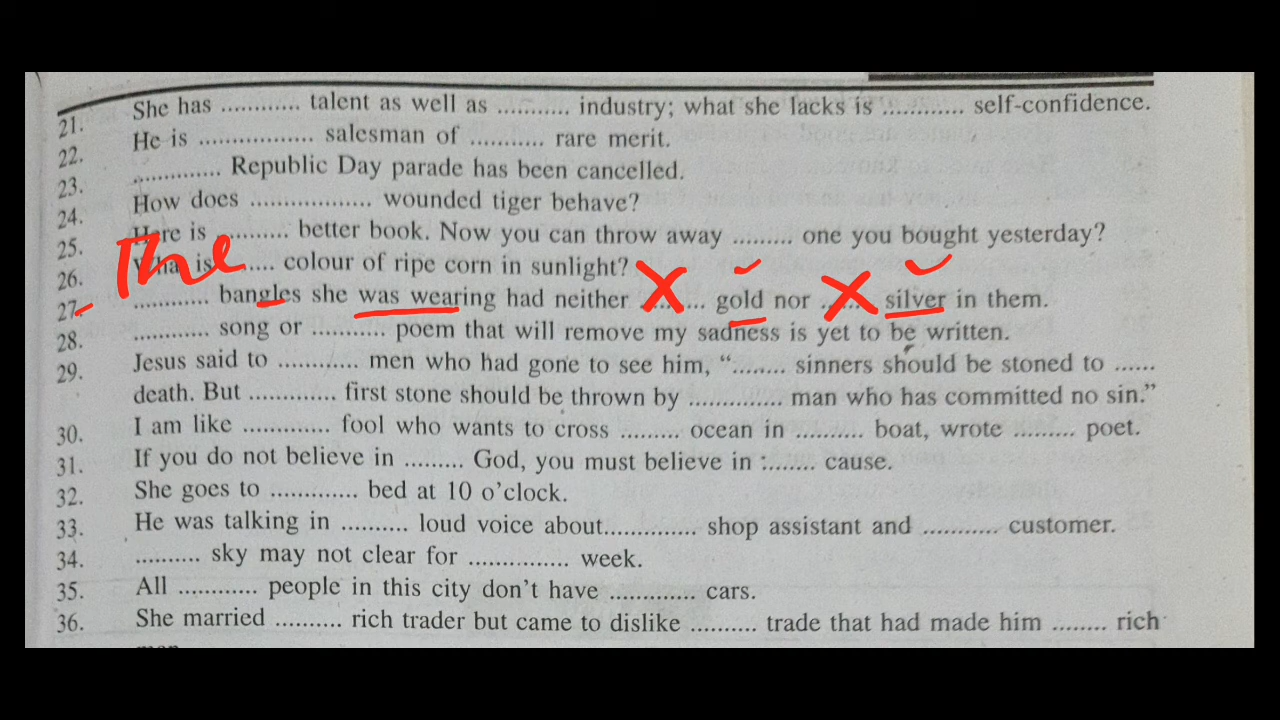 21. She has ............ talent as well as ........... industry; what she lacks is ............ self-confidence.
22. He is ................. salesman of ........... rare merit.
23. ............. Republic Day parade has been cancelled.
24. How does .................. wounded tiger behave?
25. Here is ........... better book. Now you can throw away ......... one you bought yesterday?
26. What is ...... colour of ripe corn in sunlight?
The
27. ........... bangles she was wearing had neither X ... gold nor X silver in them.
28. ........... song or ........... poem that will remove my sadness is yet to be written.
29. Jesus said to ............ men who had gone to see him, “........ sinners should be stoned to ......
death. But ............. first stone should be thrown by .............. man who has committed no sin.”
30. I am like ............. fool who wants to cross ......... ocean in .......... boat, wrote ......... poet.
31. If you do not believe in ......... God, you must believe in :....... cause.
32. She goes to ............. bed at 10 o’clock.
33. He was talking in .......... loud voice about.............. shop assistant and ........... customer.
34. .......... sky may not clear for ............... week.
35. All ............ people in this city don’t have ............. cars.
36. She married .......... rich trader but came to dislike .......... trade that had made him ........ rich